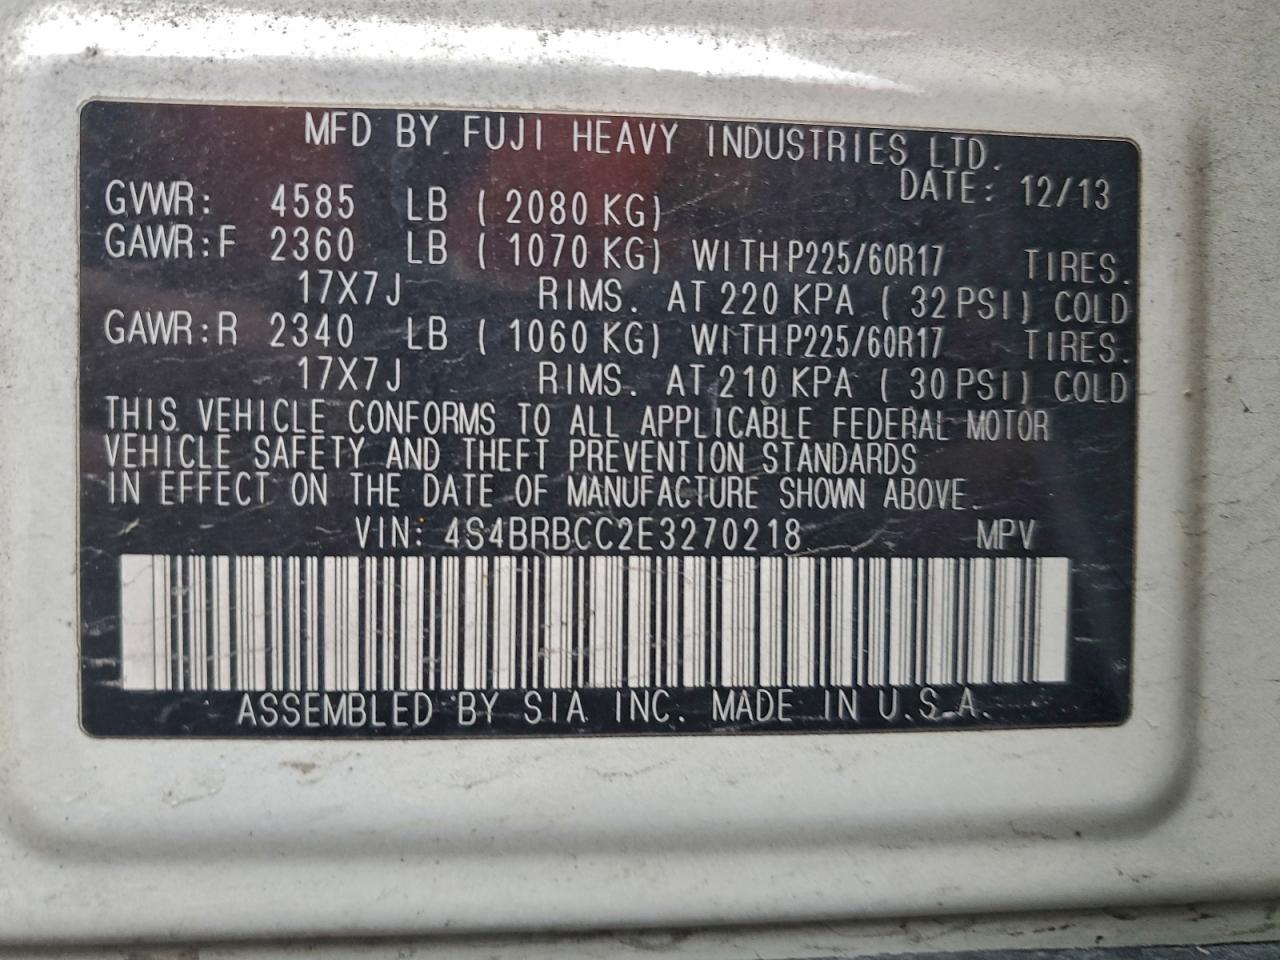 MFD BY FUJI HEAVY INDUSTRIES LTD.
DATE: 12/13
GVWR: 4585 LB ( 2080 KG)
GAWR:F 2360 LB ( 1070 KG) WITH P225/60R17 TIRES.
17X7J RIMS. AT 220 KPA ( 32 PSI) COLD
GAWR:R 2340 LB ( 1060 KG) WITH P225/60R17 TIRES.
17X7J RIMS. AT 210 KPA ( 30 PSI) COLD
THIS VEHICLE CONFORMS TO ALL APPLICABLE FEDERAL MOTOR
VEHICLE SAFETY AND THEFT PREVENTION STANDARDS
IN EFFECT ON THE DATE OF MANUFACTURE SHOWN ABOVE.
VIN: 4S4BRBCC2E3270218 MPV
ASSEMBLED BY SIA INC. MADE IN U.S.A.